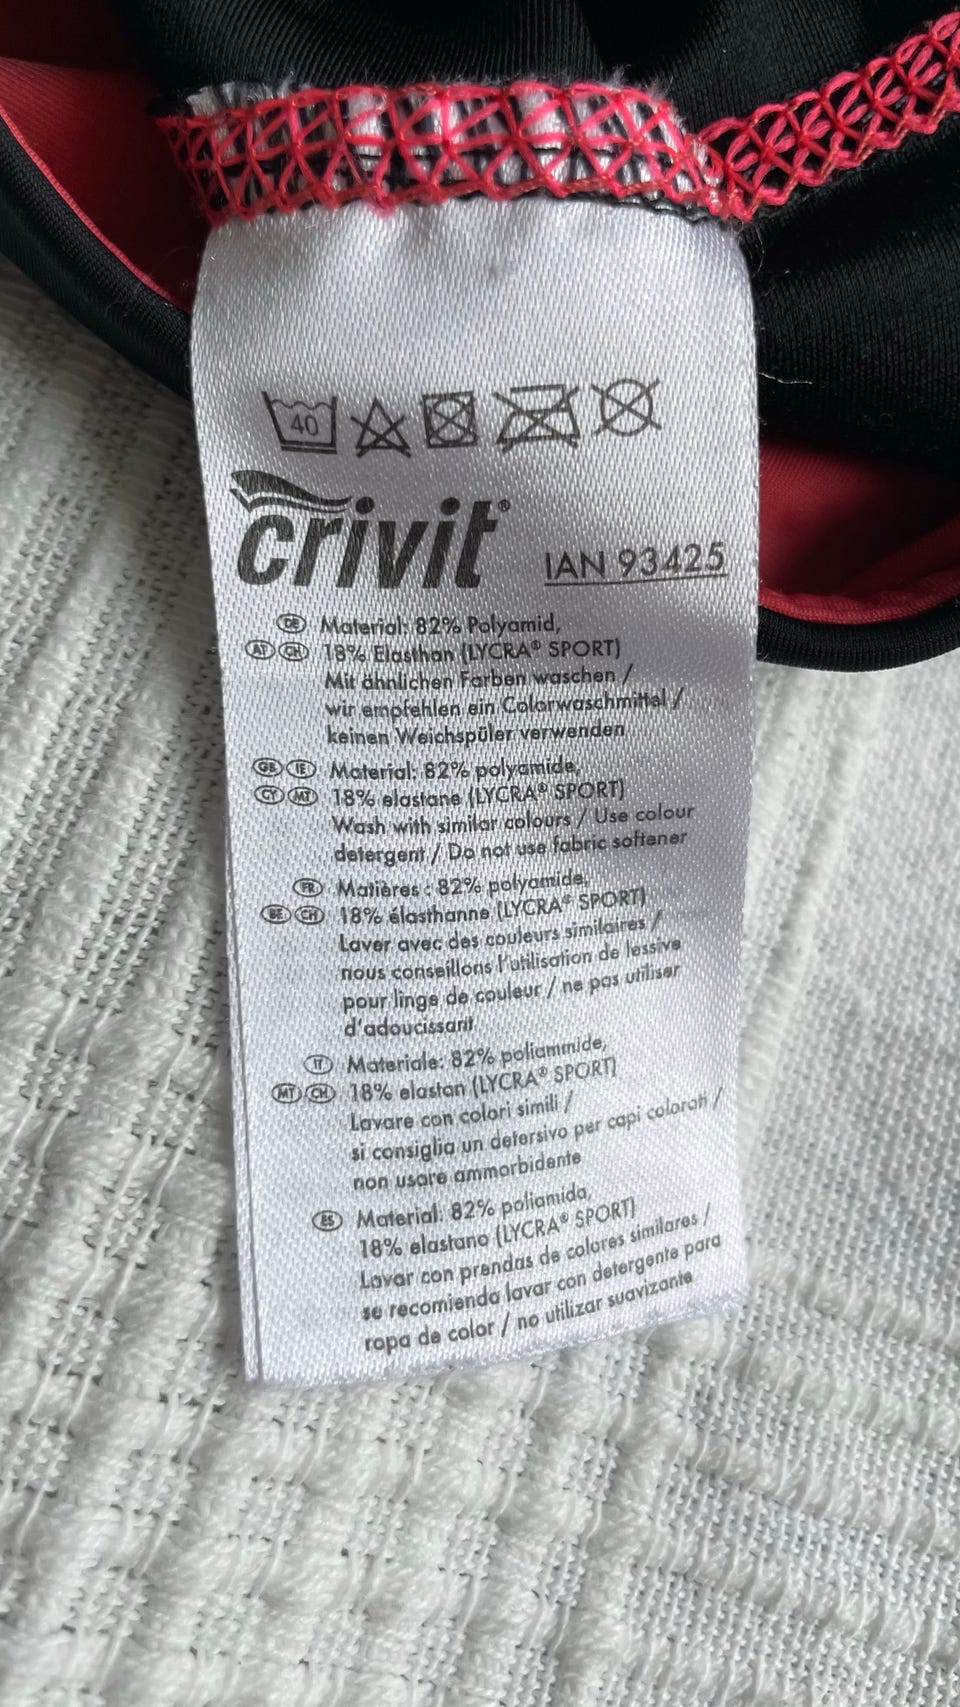 40
crivit®
IAN 93425
DE Material: 82% Polyamid,
AT CH 18% Elasthan (LYCRA® SPORT)
Mit ähnlichen Farben waschen /
wir empfehlen ein Colorwaschmittel /
keinen Weichspüler verwenden
GB IE Material: 82% polyamide,
CY MT 18% elastane (LYCRA® SPORT)
Wash with similar colours / Use colour
detergent / Do not use fabric softener
FR Matières : 82% polyamide,
BE CH 18% élasthanne (LYCRA® SPORT)
Laver avec des couleurs similaires /
nous conseillons l'utilisation de lessive
pour linge de couleur / ne pas utiliser
d'adoucissant
IT Materiale: 82% poliammide,
MT CH 18% elastan (LYCRA® SPORT)
Lavare con colori simili /
si consiglia un detersivo per capi colorati /
non usare ammorbidente
ES Material: 82% poliamida,
18% elastano (LYCRA® SPORT)
Lavar con prendas de colores similares /
se recomienda lavar con detergente para
ropa de color / no utilizar suavizante